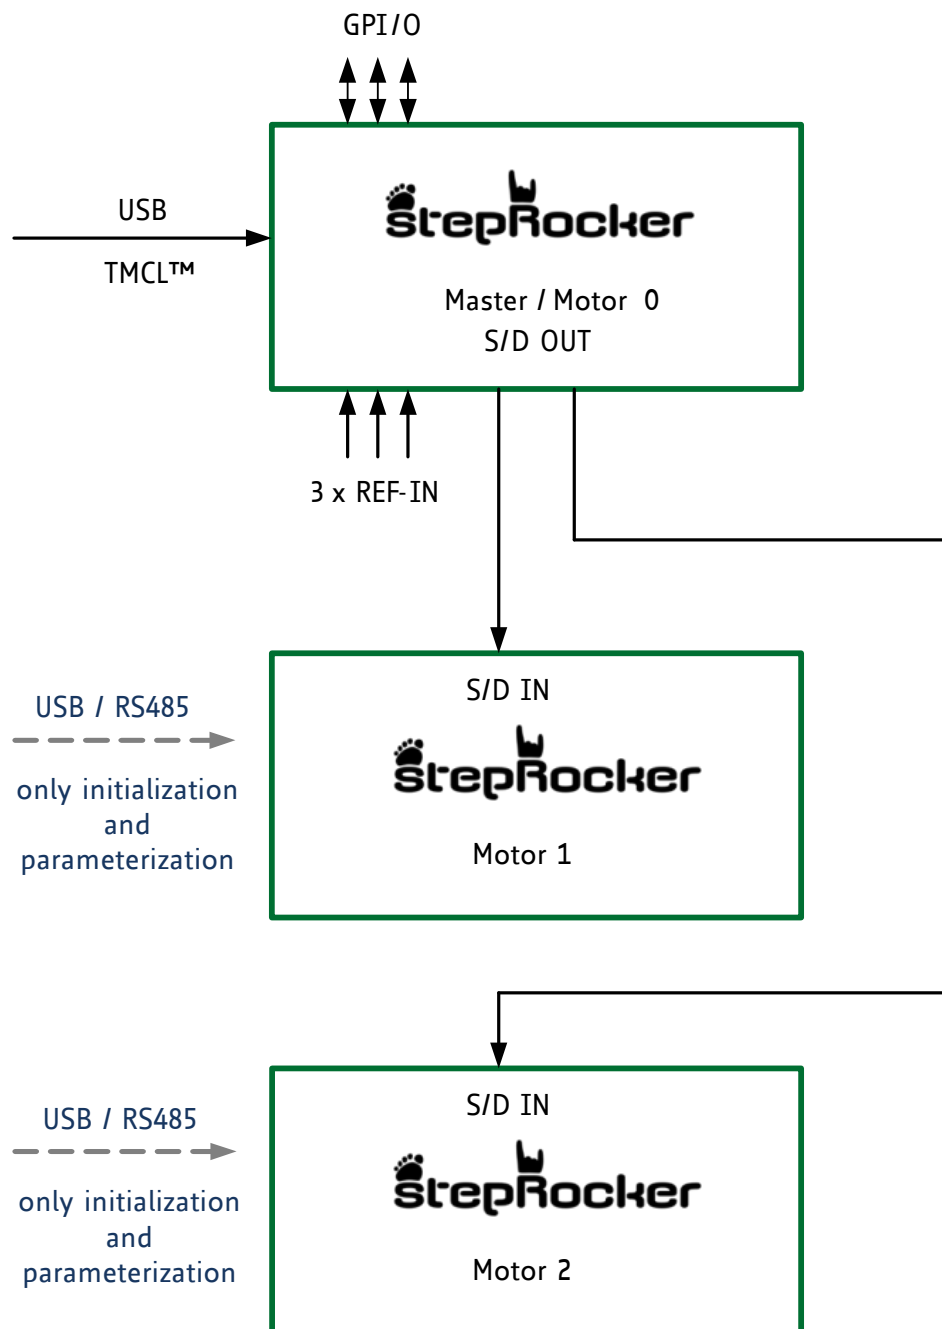 GPI/O
USB
TMCL™
stepRocker
Master / Motor 0
S/D OUT
3 x REF-IN
S/D IN
USB / RS485
stepRocker
only initialization
and
parameterization
Motor 1
S/D IN
USB / RS485
stepRocker
only initialization
and
parameterization
Motor 2